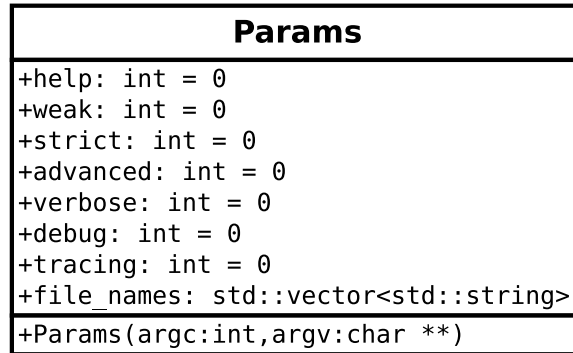 Params
+help: int = 0
+weak: int = 0
+strict: int = 0
+advanced: int = 0
+verbose: int = 0
+debug: int = 0
+tracing: int = 0
+file_names: std::vector<std::string>
+Params(argc:int,argv:char **)